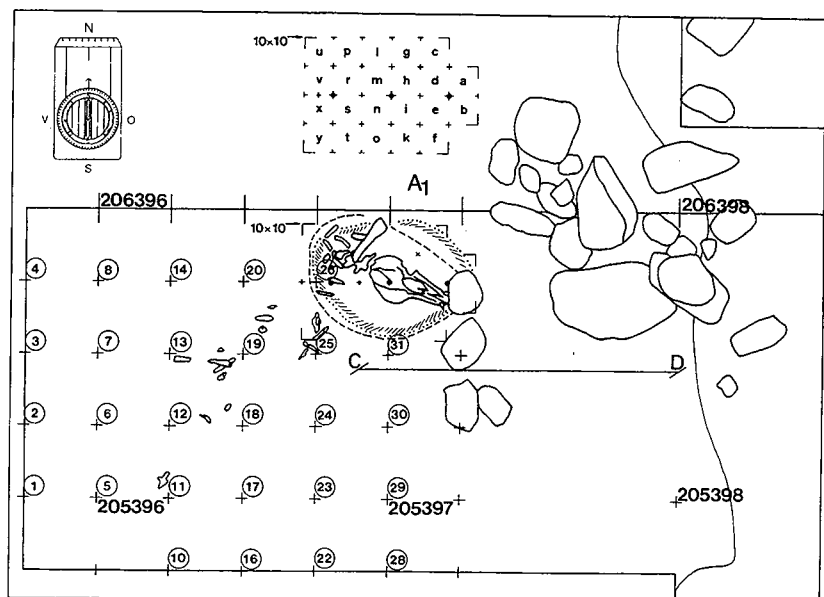 N
V O
S
10×10
u p l g c
v r m h d a
x s n i e b
y t o k f
A1
206396
206398
10×10
4 8 14 20 26
3 7 13 19 25 31
C D
2 6 12 18 24 30
1 5 11 17 23 29
205396 205397 205398
10 16 22 28